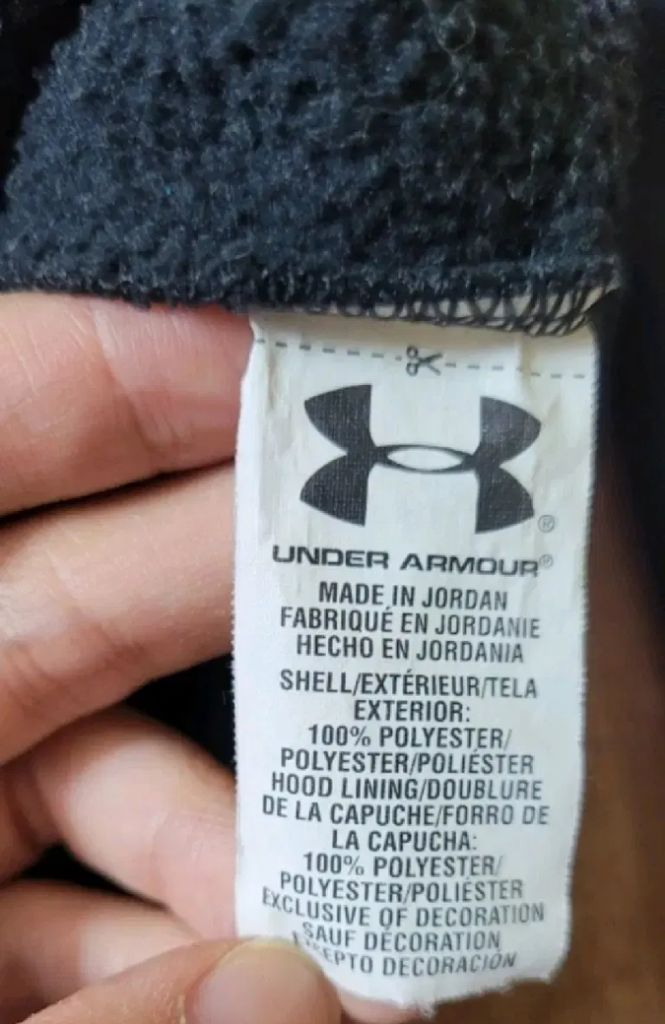 UNDER ARMOUR®
MADE IN JORDAN
FABRIQUÉ EN JORDANIE
HECHO EN JORDANIA
SHELL/EXTÉRIEUR/TELA
EXTERIOR:
100% POLYESTER/
POLYESTER/POLIÉSTER
HOOD LINING/DOUBLURE
DE LA CAPUCHE/FORRO DE
LA CAPUCHA:
100% POLYESTER/
POLYESTER/POLIÉSTER
EXCLUSIVE OF DECORATION
SAUF DÉCORATION
DECORACIÓN